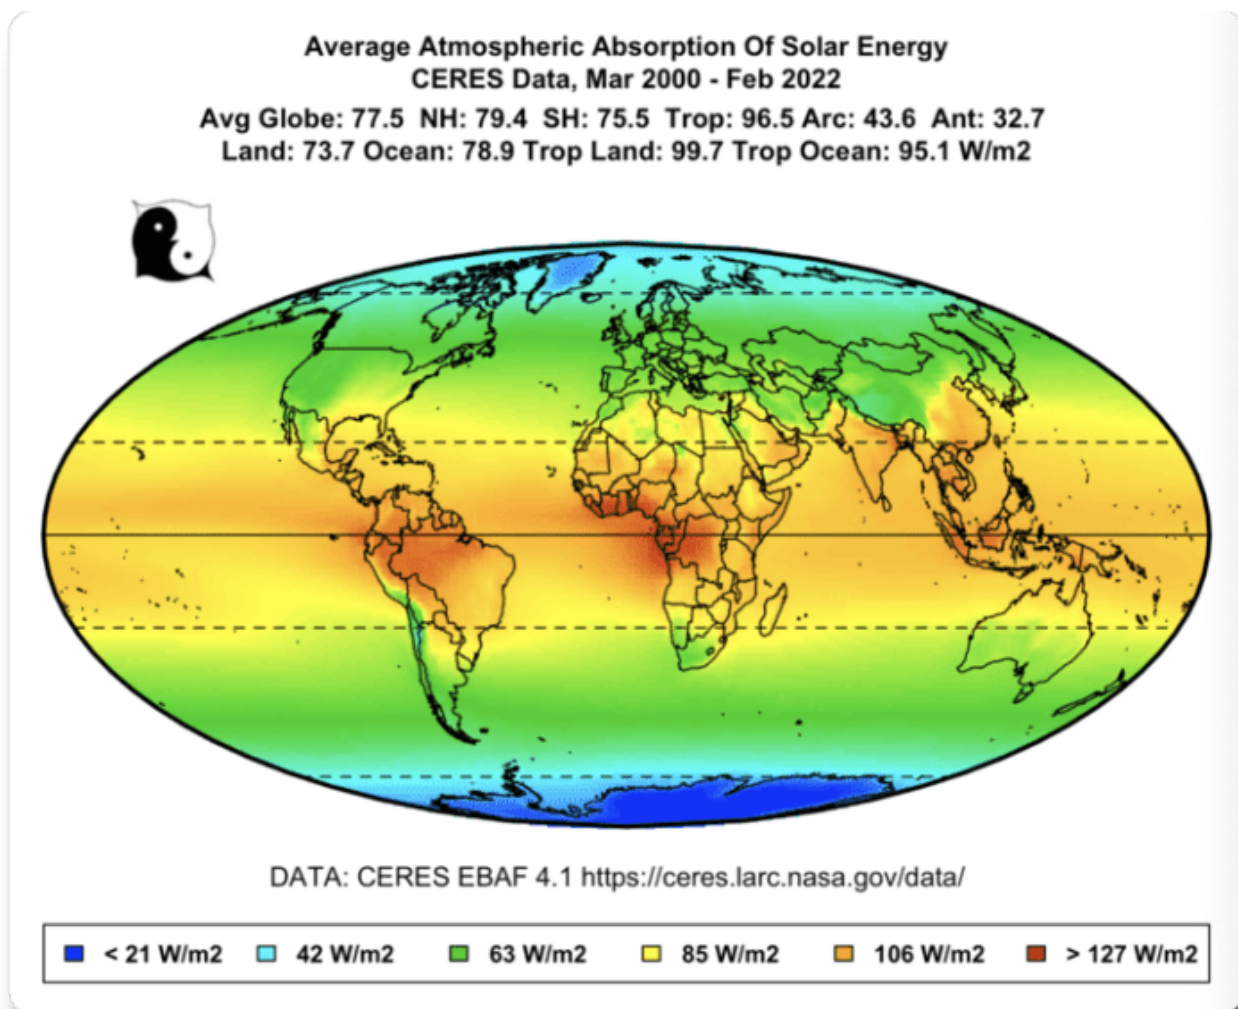 Average Atmospheric Absorption Of Solar Energy
CERES Data, Mar 2000 - Feb 2022
Avg Globe: 77.5 NH: 79.4 SH: 75.5 Trop: 96.5 Arc: 43.6 Ant: 32.7
Land: 73.7 Ocean: 78.9 Trop Land: 99.7 Trop Ocean: 95.1 W/m2
DATA: CERES EBAF 4.1 https://ceres.larc.nasa.gov/data/
< 21 W/m2 42 W/m2 63 W/m2 85 W/m2 106 W/m2 > 127 W/m2